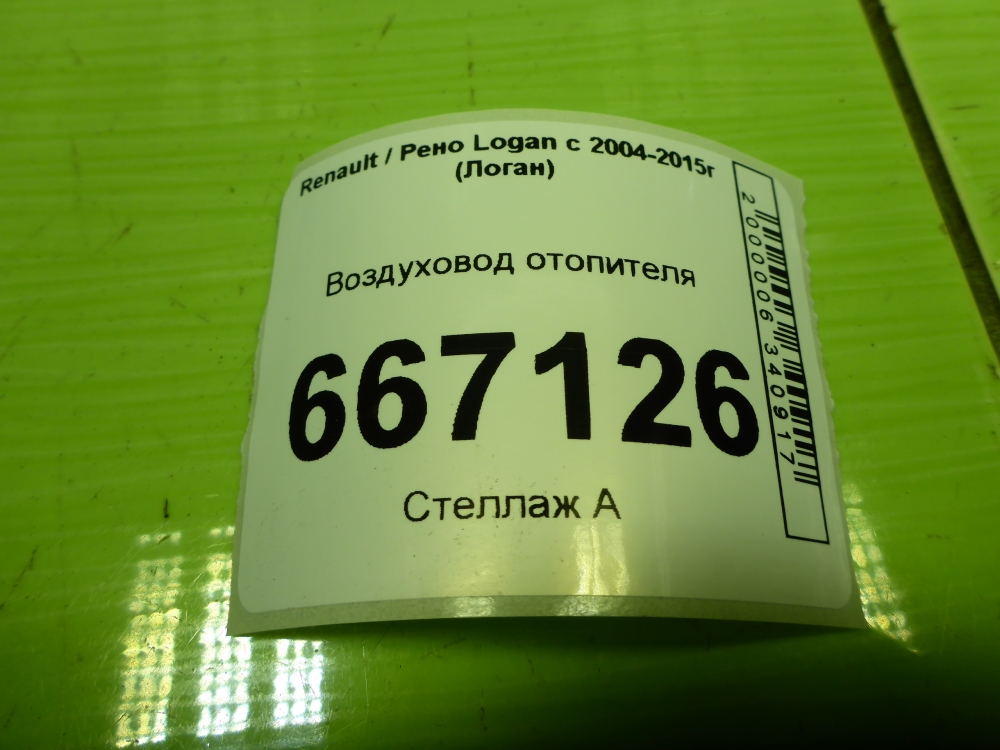 Renault / Рено Logan с 2004-2015г
(Логан)
Воздуховод отопителя
667126
Стеллаж А
2000006340917